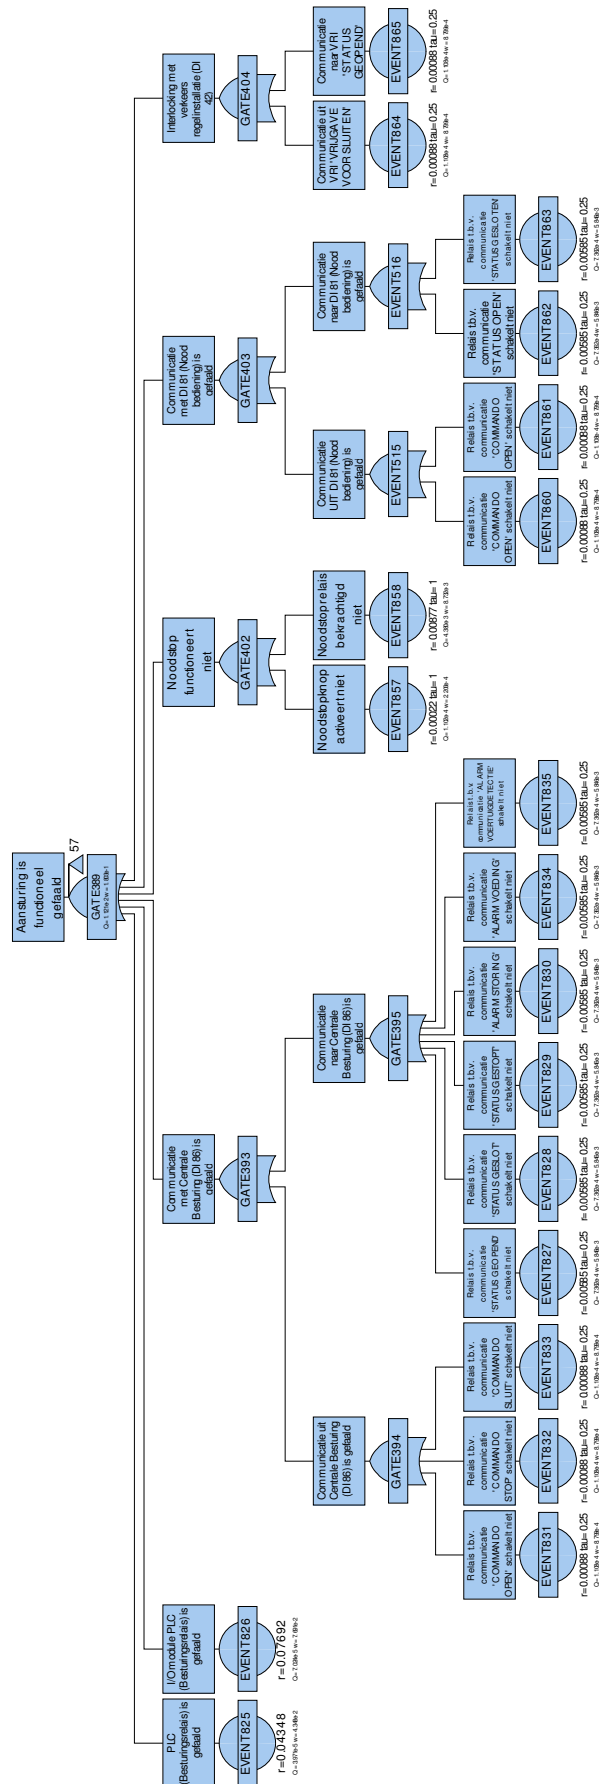 Aansturing is
functioneel
gefaald
57
GATE389
PLC
(Besturingsrelais) is
gefaald
EVENT825
r=0.04348
I/O module PLC
(Besturingsrelais) is
gefaald
EVENT826
r=0.07692
Communicatie
met Centrale
Besturing (DI 86) is
gefaald
GATE393
Noodstop
functioneert
niet
GATE402
Communicatie
met DI 81 (Nood
bediening) is
gefaald
GATE403
Interlocking met
verkeers
regelinstallatie (DI
42)
GATE404
Communicatie uit
Centrale Besturing
(DI 86) is gefaald
GATE394
Communicatie
naar Centrale
Besturing (DI 86) is
gefaald
GATE395
Noodstopknop
activeert niet
EVENT857
r=0.00022 tau=1
Noodstoprelais
bekrachtigd
niet
EVENT858
r=0.00877 tau=1
Communicatie
UIT DI 81 (Nood
bediening) is
gefaald
EVENT515
Communicatie
naar DI 81 (Nood
bediening) is
gefaald
EVENT516
Communicatie uit
VRI 'VRIJGAVE
VOOR SLUITEN'
EVENT864
r=0.00088 tau=0.25
Communicatie
naar VRI
'STATUS
GEOPEND'
EVENT865
r=0.00088 tau=0.25
Relais t.b.v.
communicatie
'COMMANDO
OPEN' schakelt niet
EVENT831
r=0.00088 tau=0.25
Relais t.b.v.
communicatie
'COMMANDO
STOP schakelt niet
EVENT832
r=0.00088 tau=0.25
Relais t.b.v.
communicatie
'COMMANDO
SLUIT' schakelt niet
EVENT833
r=0.00088 tau=0.25
Relais t.b.v.
communicatie
'STATUS GEOPEND'
schakelt niet
EVENT827
r=0.00585 tau=0.25
Relais t.b.v.
communicatie
'STATUS GESLOT'
schakelt niet
EVENT828
r=0.00585 tau=0.25
Relais t.b.v.
communicatie
'STATUS GESTOPT'
schakelt niet
EVENT829
r=0.00585 tau=0.25
Relais t.b.v.
communicatie
'ALARM STORING'
schakelt niet
EVENT830
r=0.00585 tau=0.25
Relais t.b.v.
communicatie
'ALARM VOEDING'
schakelt niet
EVENT834
r=0.00585 tau=0.25
Relais t.b.v.
communicatie 'ALARM
VOERTUIGDETECTIE'
schakelt niet
EVENT835
r=0.00585 tau=0.25
Relais t.b.v.
communicatie
'COMMANDO
OPEN' schakelt niet
EVENT860
r=0.00088 tau=0.25
Relais t.b.v.
communicatie
'COMMANDO
OPEN' schakelt niet
EVENT861
r=0.00088 tau=0.25
Relais t.b.v.
communicatie
'STATUS OPEN'
schakelt niet
EVENT862
r=0.00585 tau=0.25
Relais t.b.v.
communicatie
'STATUS GESLOTEN'
schakelt niet
EVENT863
r=0.00585 tau=0.25